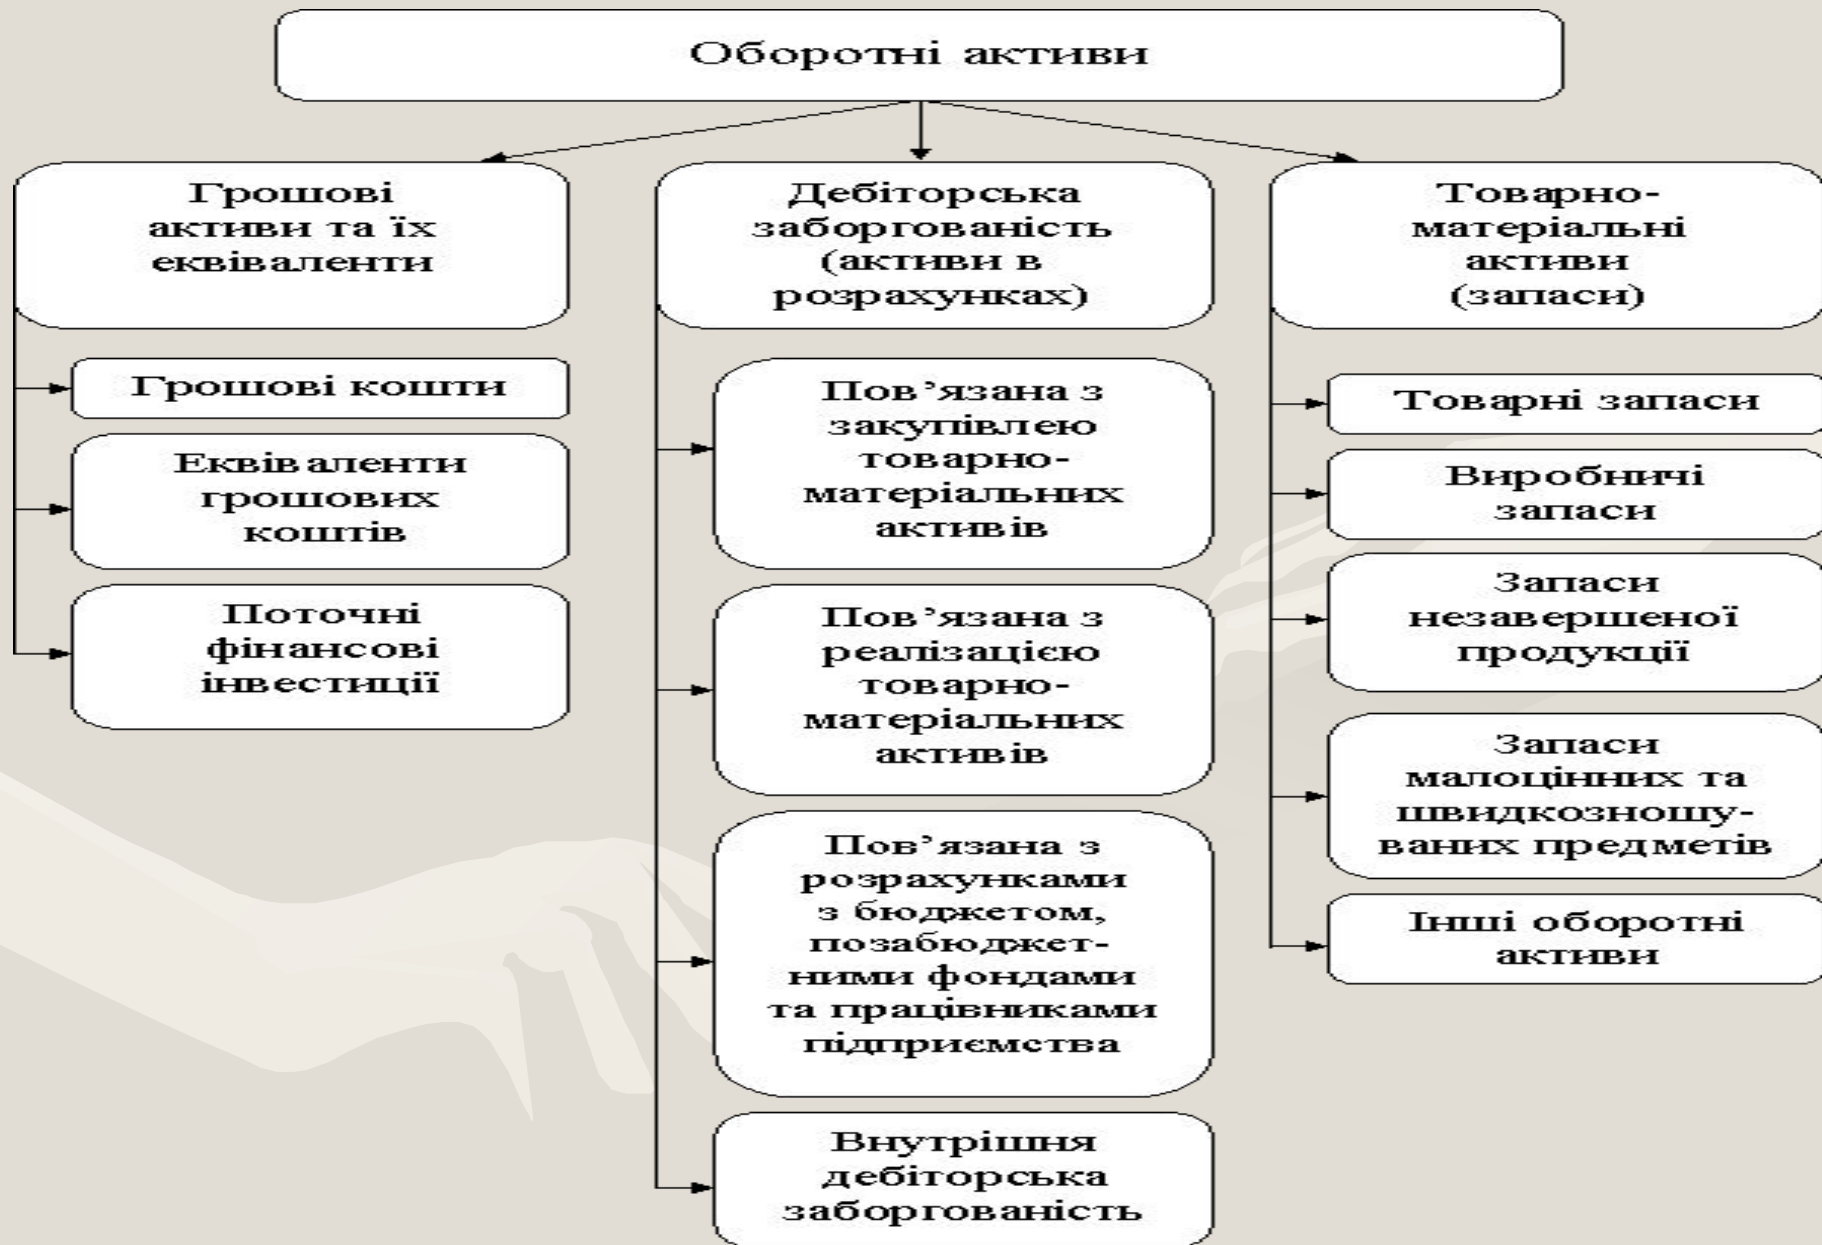 Оборотні активи
Грошові
активи та їх
еквіваленти
Грошові кошти
Еквіваленти
грошових
коштів
Поточні
фінансові
інвестиції
Дебіторська
заборгованість
(активи в
розрахунках)
Пов’язана з
закупівлею
товарно-
матеріальних
активів
Пов’язана з
реалізацією
товарно-
матеріальних
активів
Пов’язана з
розрахунками
з бюджетом,
позабюджет-
ними фондами
та працівниками
підприємства
Внутрішня
дебіторська
заборгованість
Товарно-
матеріальні
активи
(запаси)
Товарні запаси
Виробничі
запаси
Запаси
незавершеної
продукції
Запаси
малоцінних та
швидкозношу-
ваних предметів
Інші оборотні
активи